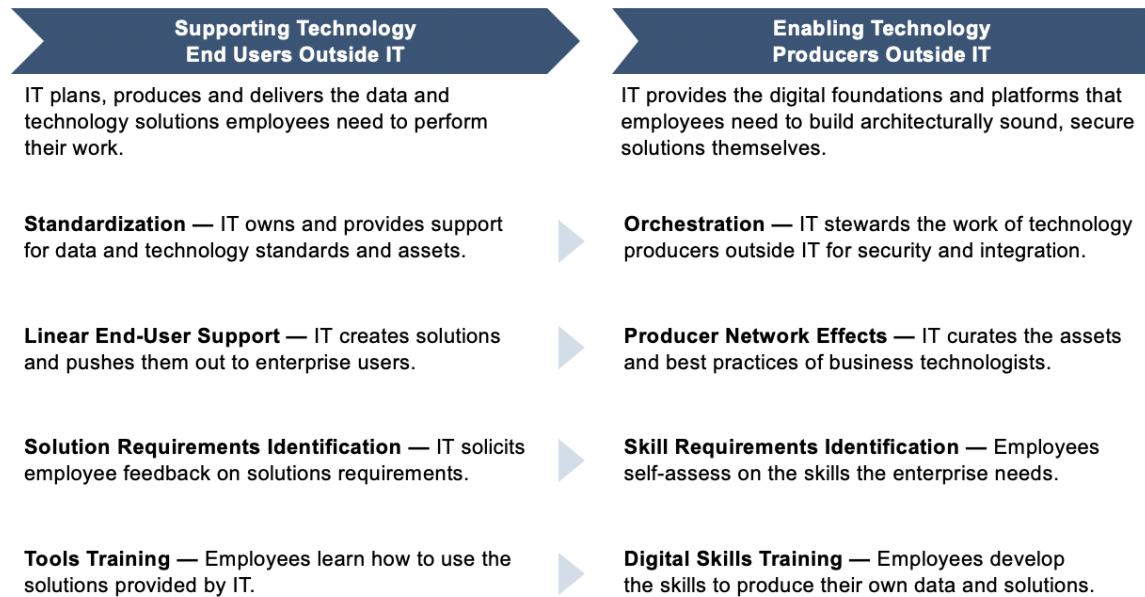 Supporting Technology
End Users Outside IT
IT plans, produces and delivers the data and
technology solutions employees need to perform
their work.
Standardization — IT owns and provides support
for data and technology standards and assets.
Linear End-User Support — IT creates solutions
and pushes them out to enterprise users.
Solution Requirements Identification — IT solicits
employee feedback on solutions requirements.
Tools Training — Employees learn how to use the
solutions provided by IT.
Enabling Technology
Producers Outside IT
IT provides the digital foundations and platforms that
employees need to build architecturally sound, secure
solutions themselves.
Orchestration — IT stewards the work of technology
producers outside IT for security and integration.
Producer Network Effects — IT curates the assets
and best practices of business technologists.
Skill Requirements Identification — Employees
self-assess on the skills the enterprise needs.
Digital Skills Training — Employees develop
the skills to produce their own data and solutions.